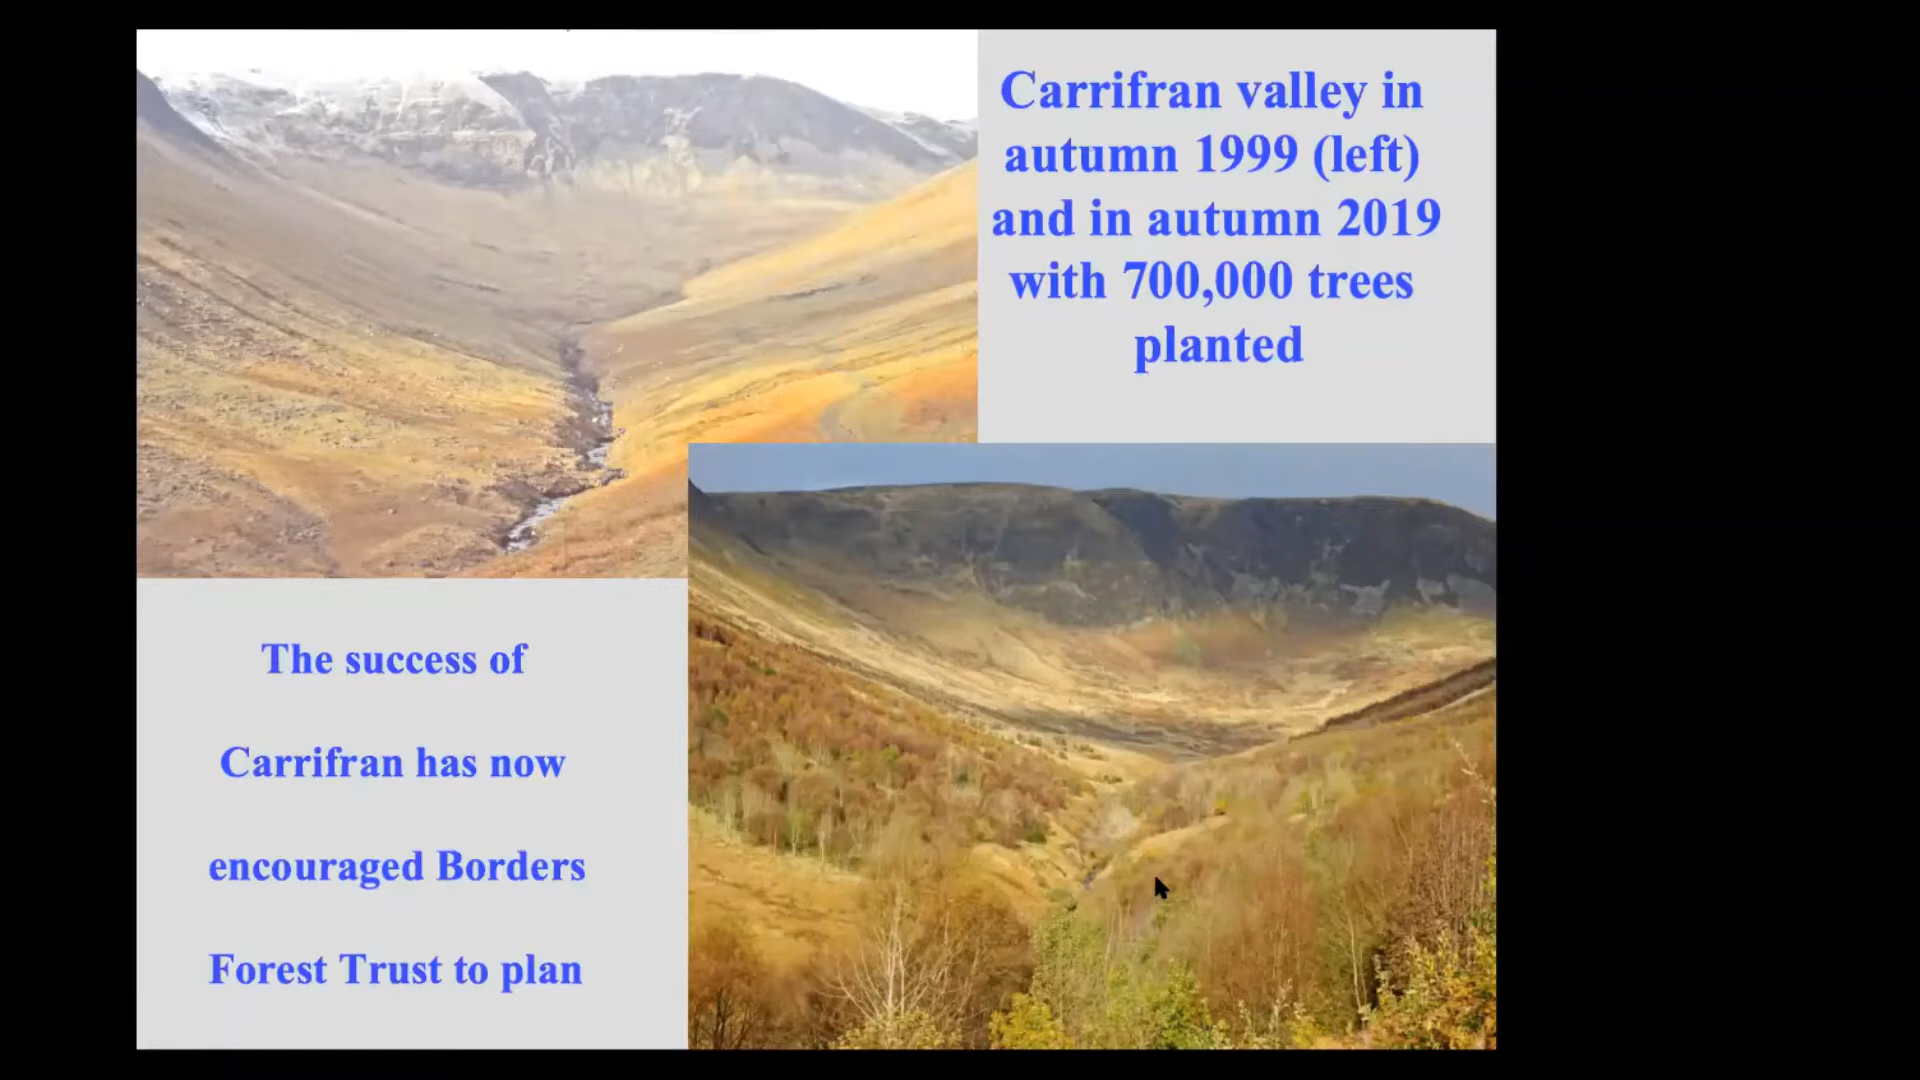 Carrifran valley in
autumn 1999 (left)
and in autumn 2019
with 700,000 trees
planted
The success of
Carrifran has now
encouraged Borders
Forest Trust to plan